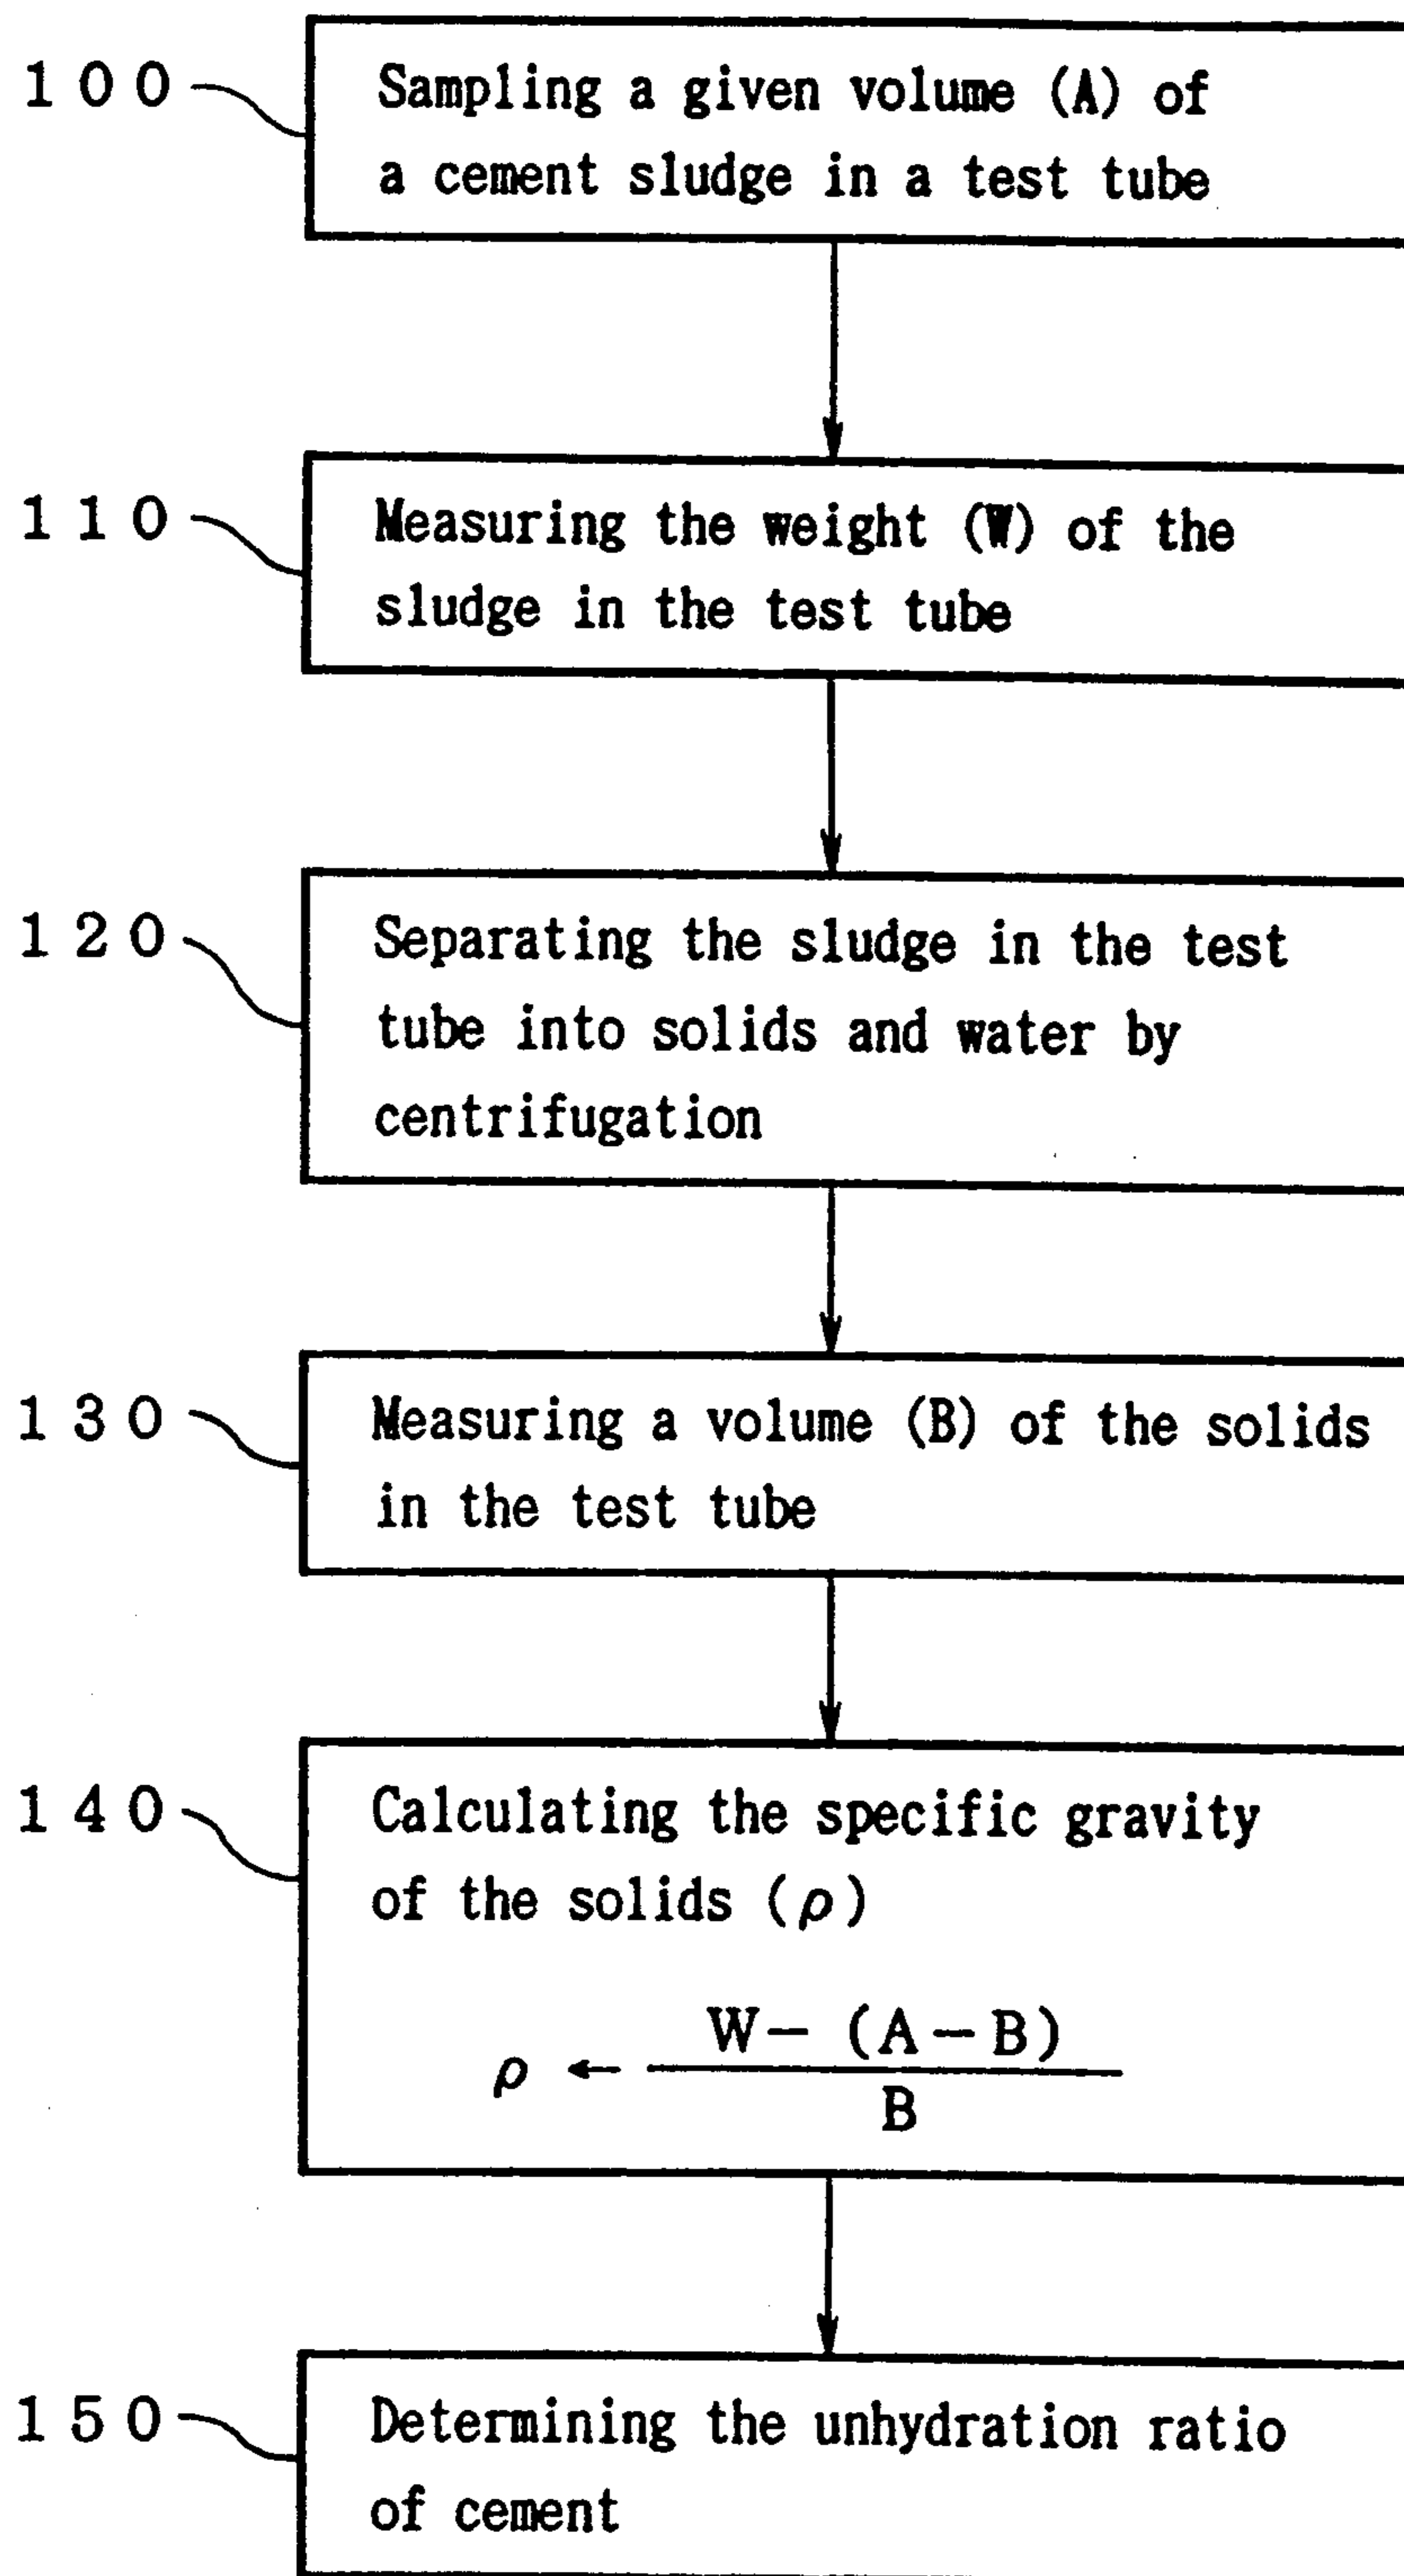 100
Sampling a given volume (A) of
a cement sludge in a test tube
110
Measuring the weight (W) of the
sludge in the test tube
120
Separating the sludge in the test
tube into solids and water by
centrifugation
130
Measuring a volume (B) of the solids
in the test tube
140
Calculating the specific gravity
of the solids (ρ)
W− (A−B)
ρ ←
B
150
Determining the unhydration ratio
of cement